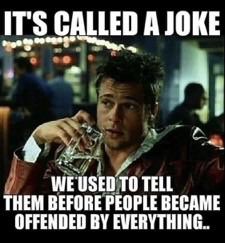 IT'S CALLED A JOKE
WE USED TO TELL
THEM BEFORE PEOPLE BECAME
OFFENDED BY EVERYTHING..